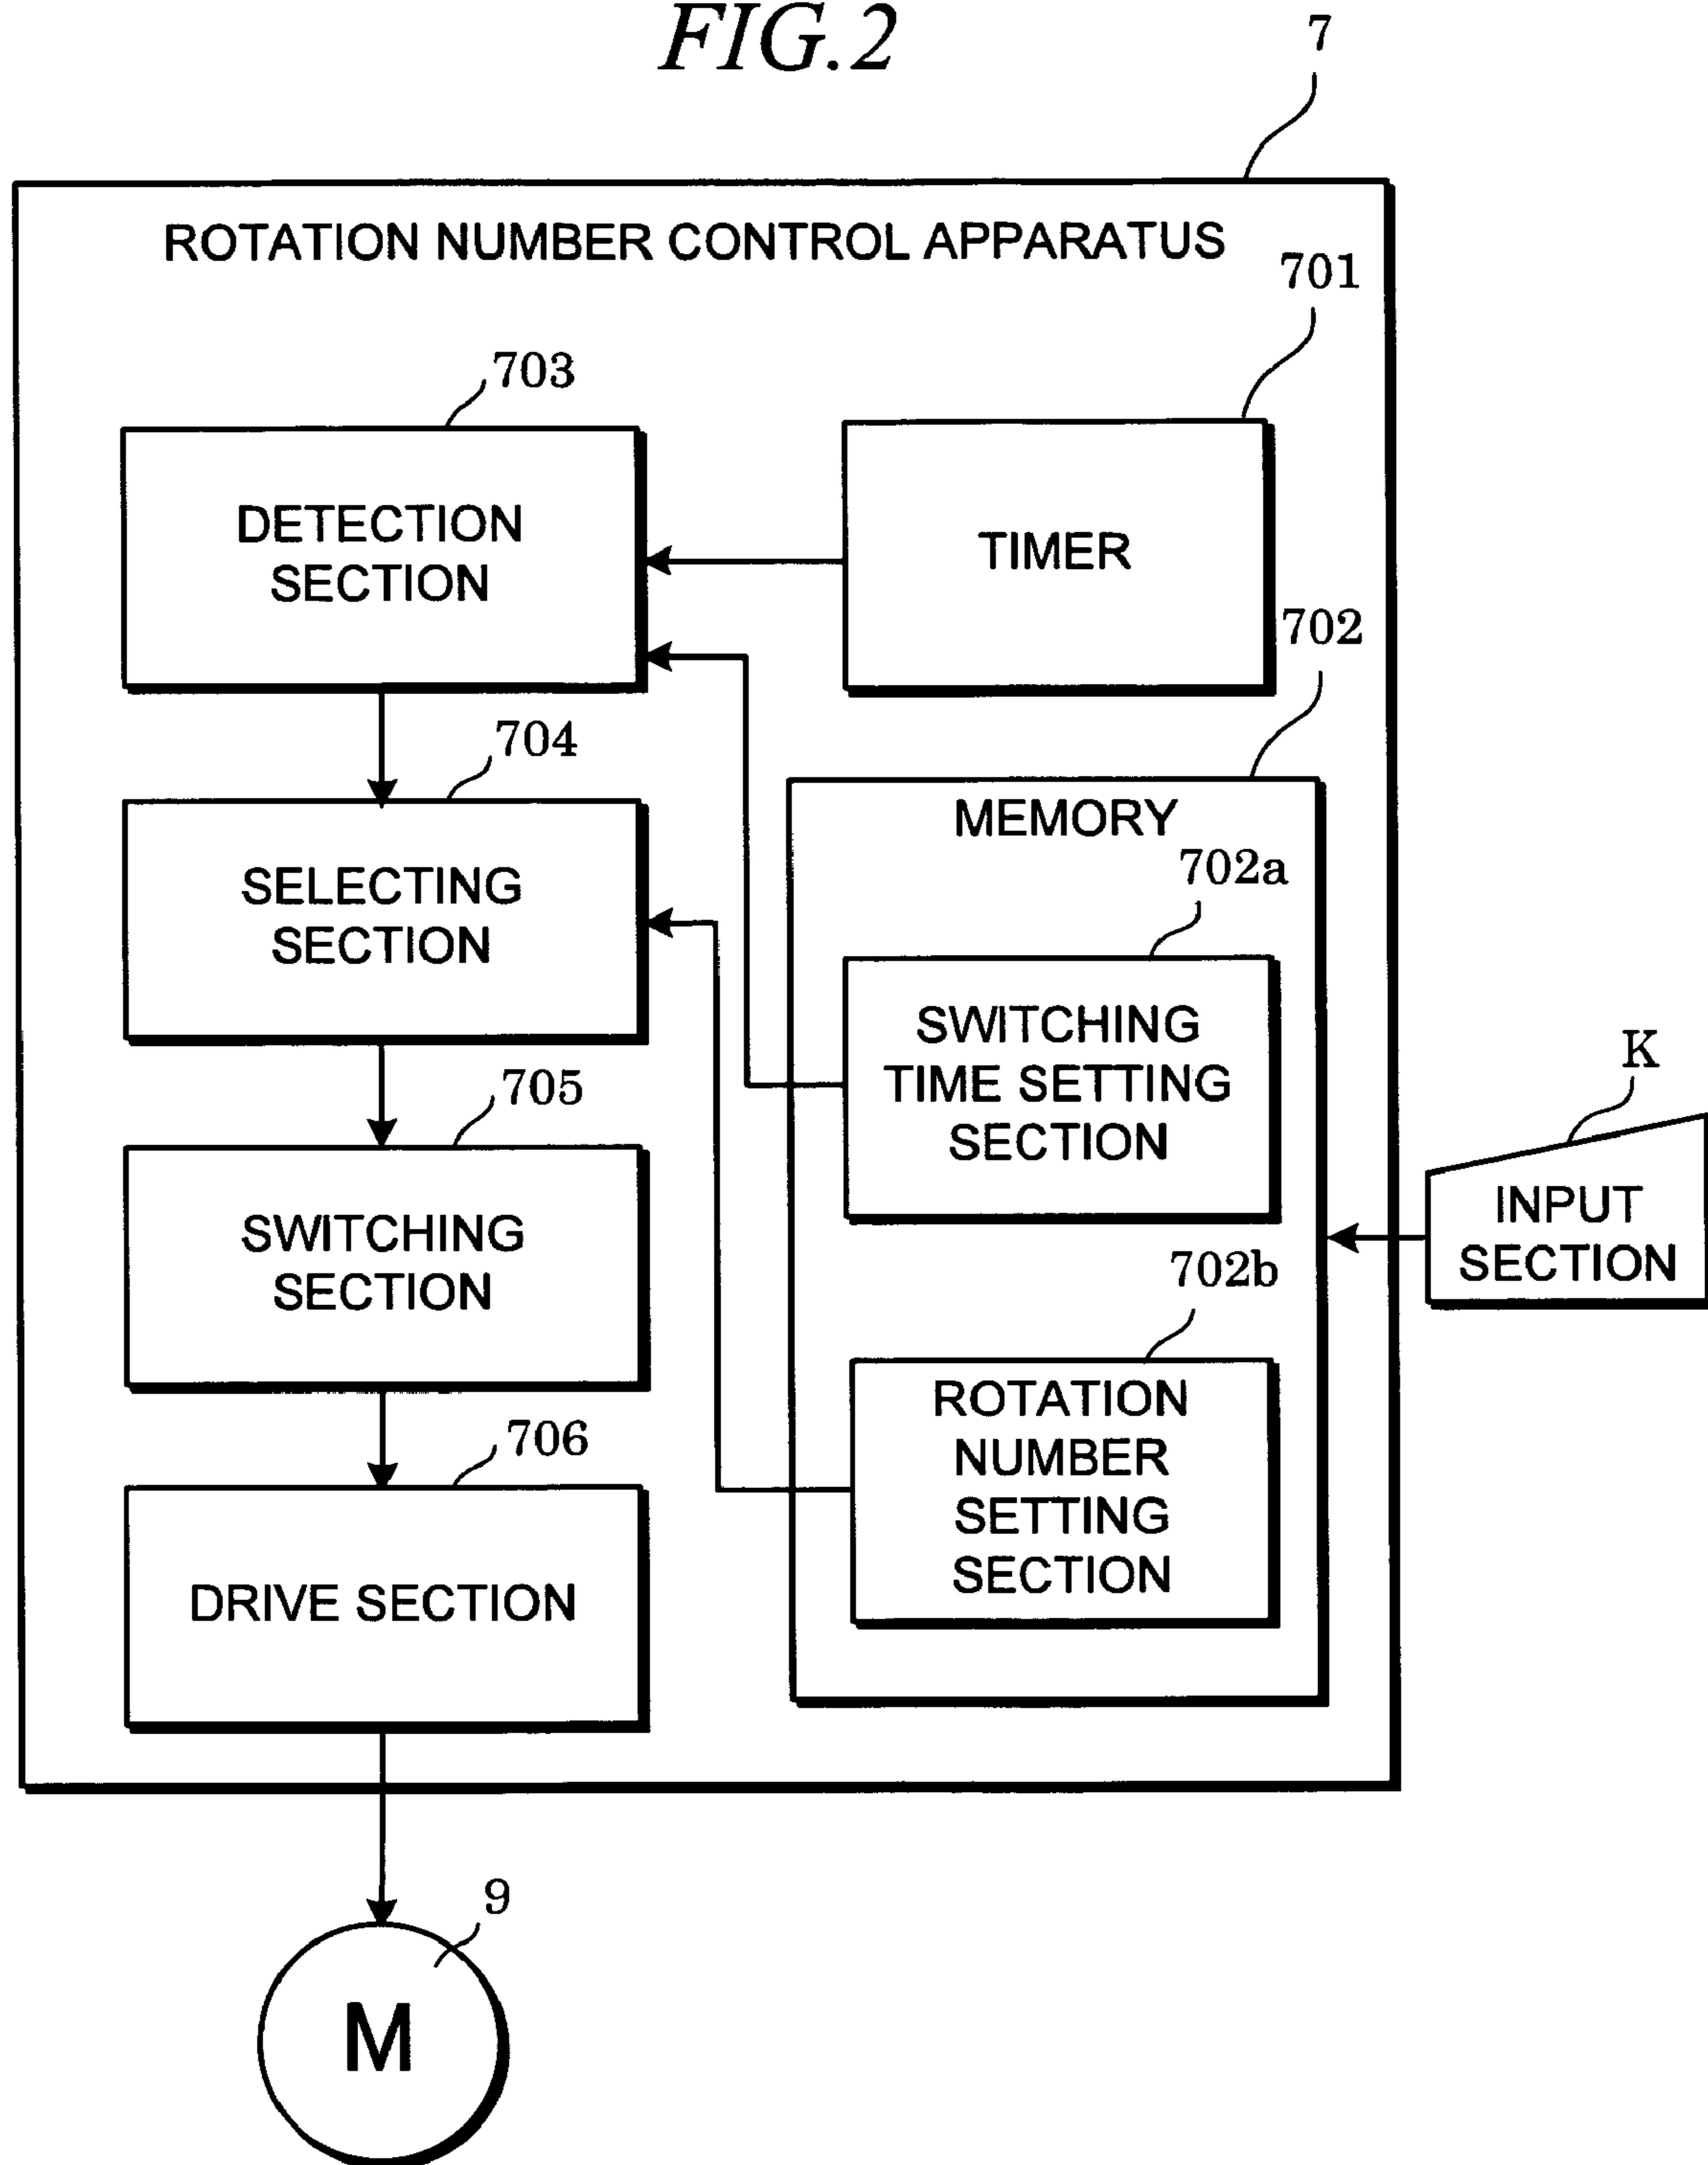 FIG.2
7
ROTATION NUMBER CONTROL APPARATUS
701
703
DETECTION
SECTION
TIMER
702
704
MEMORY
702a
SELECTING
SECTION
SWITCHING
TIME SETTING
SECTION
K
705
INPUT
SECTION
SWITCHING
SECTION
702b
ROTATION
NUMBER
SETTING
SECTION
706
DRIVE SECTION
9
M